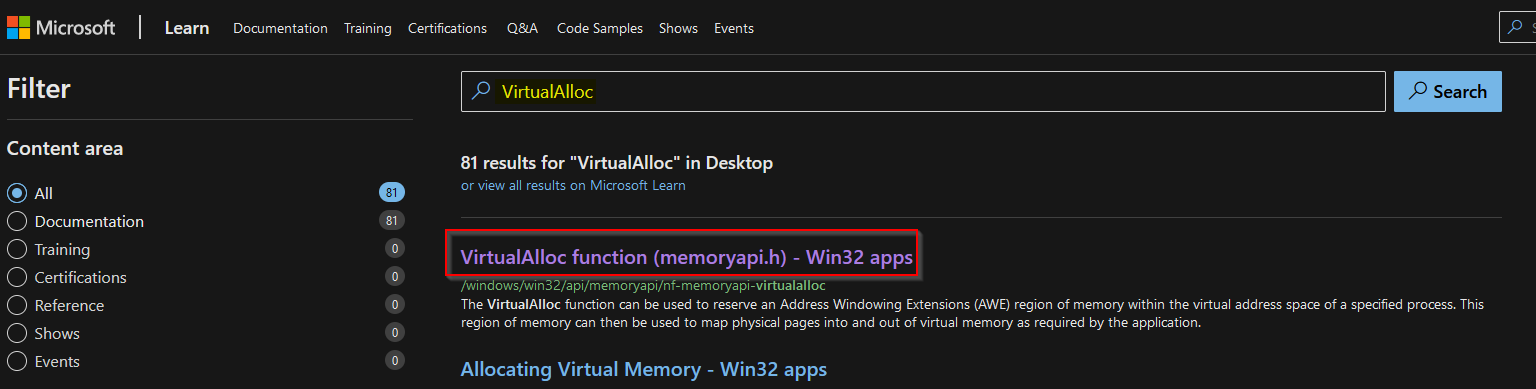 Microsoft Learn Documentation Training Certifications Q&A Code Samples Shows Events
Filter
VirtualAlloc Search
Content area
81 results for "VirtualAlloc" in Desktop
or view all results on Microsoft Learn
All 81
Documentation 81
Training 0
Certifications 0
Reference 0
Shows 0
Events 0
VirtualAlloc function (memoryapi.h) - Win32 apps
/windows/win32/api/memoryapi/nf-memoryapi-virtualalloc
The VirtualAlloc function can be used to reserve an Address Windowing Extensions (AWE) region of memory within the virtual address space of a specified process. This
region of memory can then be used to map physical pages into and out of virtual memory as required by the application.
Allocating Virtual Memory - Win32 apps